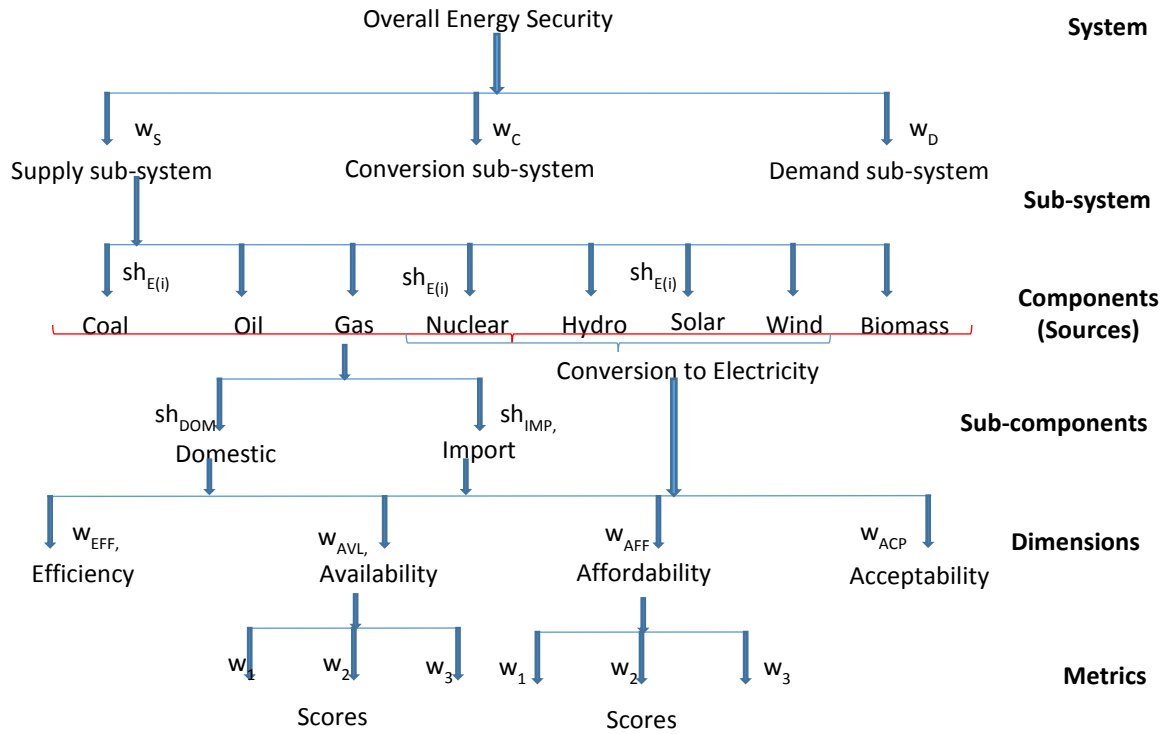 Overall Energy Security
System
w_S
w_C
w_D
Supply sub-system
Conversion sub-system
Demand sub-system
Sub-system
sh_E(i)
sh_E(i)
sh_E(i)
Coal
Oil
Gas
Nuclear
Hydro
Solar
Wind
Biomass
Components
(Sources)
Conversion to Electricity
sh_DOM
sh_IMP,
Sub-components
Domestic
Import
w_EFF,
w_AVL,
w_AFF
w_ACP
Dimensions
Efficiency
Availability
Affordability
Acceptability
w_1
w_2
w_3
w_1
w_2
w_3
Metrics
Scores
Scores